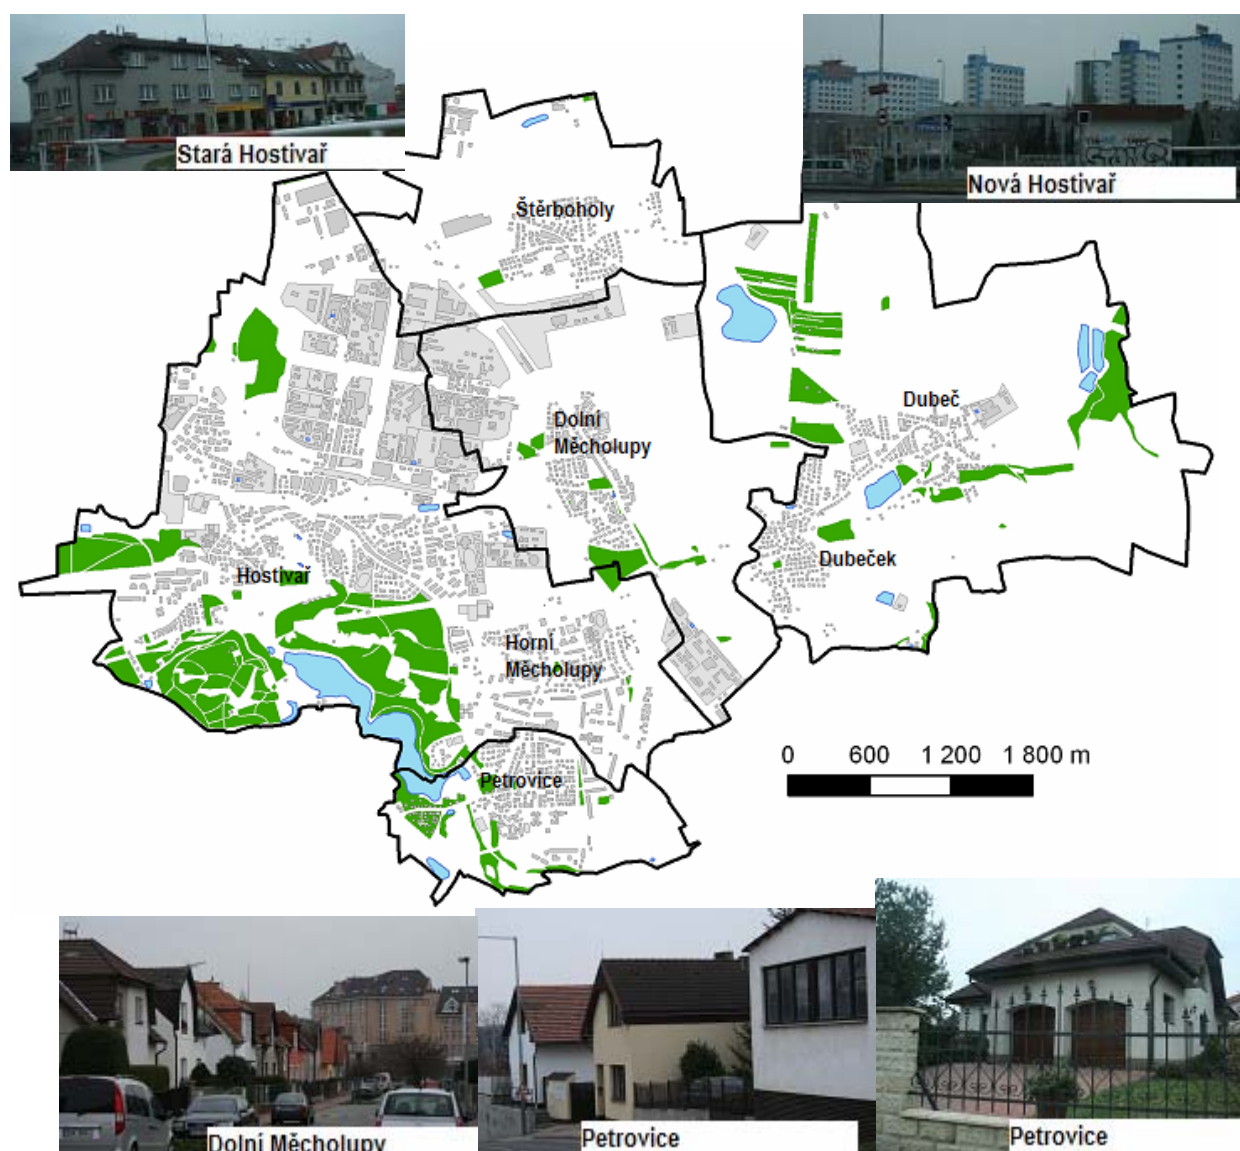 Stará Hostivař
Nová Hostivař
Štěrboholy
Dubeč
Dolní
Měcholupy
Dubeček
Hostivař
Horní
Měcholupy
Petrovice
0 600 1 200 1 800 m
Dolní Měcholupy
Petrovice
Petrovice